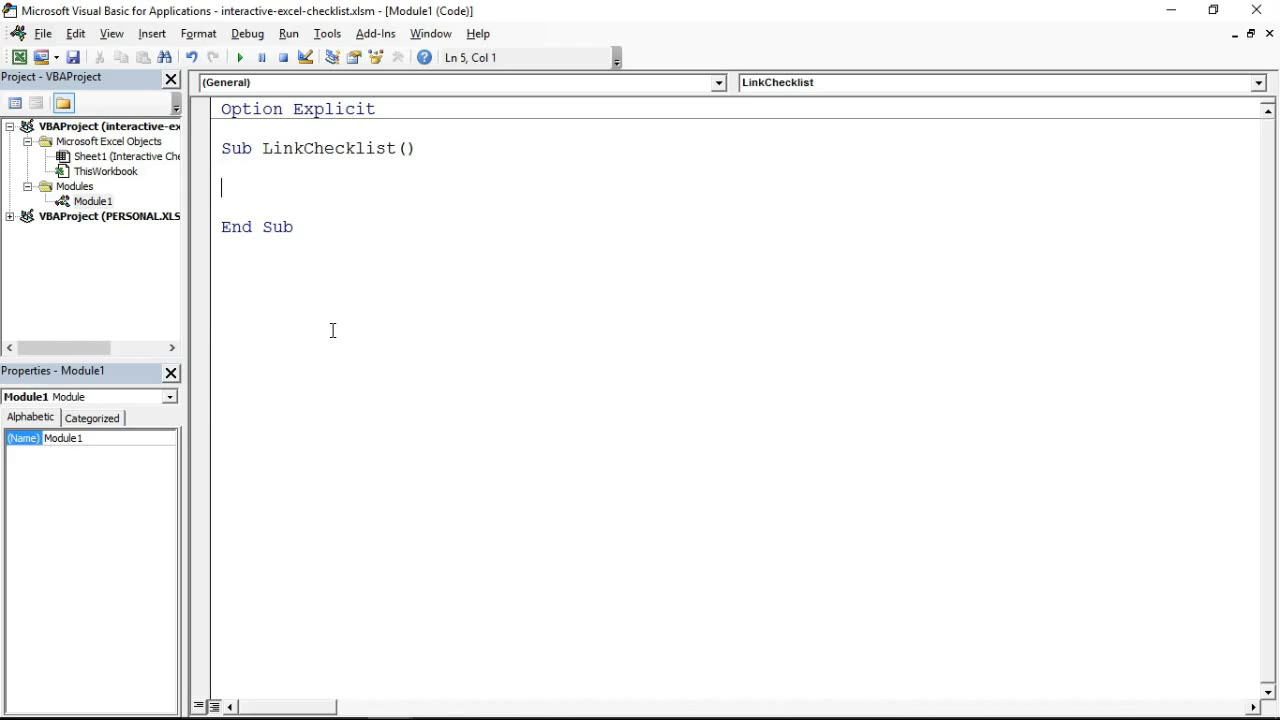 Microsoft Visual Basic for Applications - interactive-excel-checklist.xlsm - [Module1 (Code)]
File Edit View Insert Format Debug Run Tools Add-Ins Window Help
Ln 5, Col 1
Project - VBAProject
(General)
LinkChecklist
VBAProject (interactive-ex
Microsoft Excel Objects
Sheet1 (Interactive Che
ThisWorkbook
Modules
Module1
VBAProject (PERSONAL.XLS
Option Explicit
Sub LinkChecklist()
End Sub
Properties - Module1
Module1 Module
Alphabetic Categorized
(Name) Module1